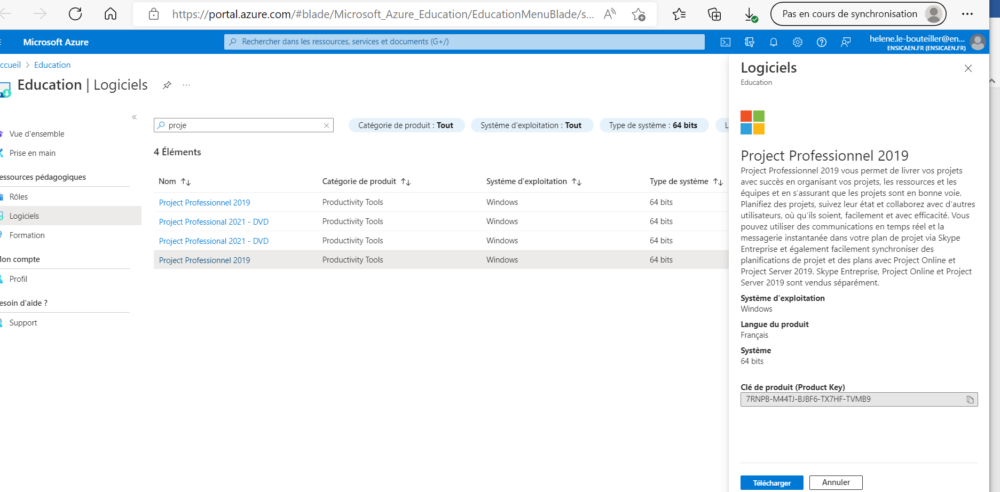 https://portal.azure.com/#blade/Microsoft_Azure_Education/EducationMenuBlade/s...
Pas en cours de synchronisation
Microsoft Azure
Rechercher dans les ressources, services et documents (G+/)
helene.le-bouteiller@en...
ENSICAEN.FR (ENSICAEN.FR)
ccueil > Education
Education | Logiciels
Vue d'ensemble
Prise en main
essources pédagogiques
Rôles
Logiciels
Formation
Mon compte
Profil
esoin d'aide ?
Support
proje
Catégorie de produit : Tout
Système d'exploitation : Tout
Type de système : 64 bits
L
4 Éléments
Nom Catégorie de produit Système d'exploitation Type de système
Project Professionnel 2019 Productivity Tools Windows 64 bits
Project Professional 2021 - DVD Productivity Tools Windows 64 bits
Project Professional 2021 - DVD Productivity Tools Windows 64 bits
Project Professionnel 2019 Productivity Tools Windows 64 bits
Logiciels
Education
Project Professionnel 2019
Project Professionnel 2019 vous permet de livrer vos projets
avec succès en organisant vos projets, les ressources et les
équipes et en s’assurant que les projets sont en bonne voie.
Planifiez des projets, suivez leur état et collaborez avec d’autres
utilisateurs, où qu’ils soient, facilement et avec efficacité. Vous
pouvez utiliser des communications en temps réel et la
messagerie instantanée dans votre plan de projet via Skype
Entreprise et également facilement synchroniser des
planifications de projet et des plans avec Project Online et
Project Server 2019. Skype Entreprise, Project Online et Project
Server 2019 sont vendus séparément.
Système d'exploitation
Windows
Langue du produit
Français
Système
64 bits
Clé de produit (Product Key)
7RNPB-M44TJ-BJBF6-TX7HF-TVMB9
Télécharger
Annuler